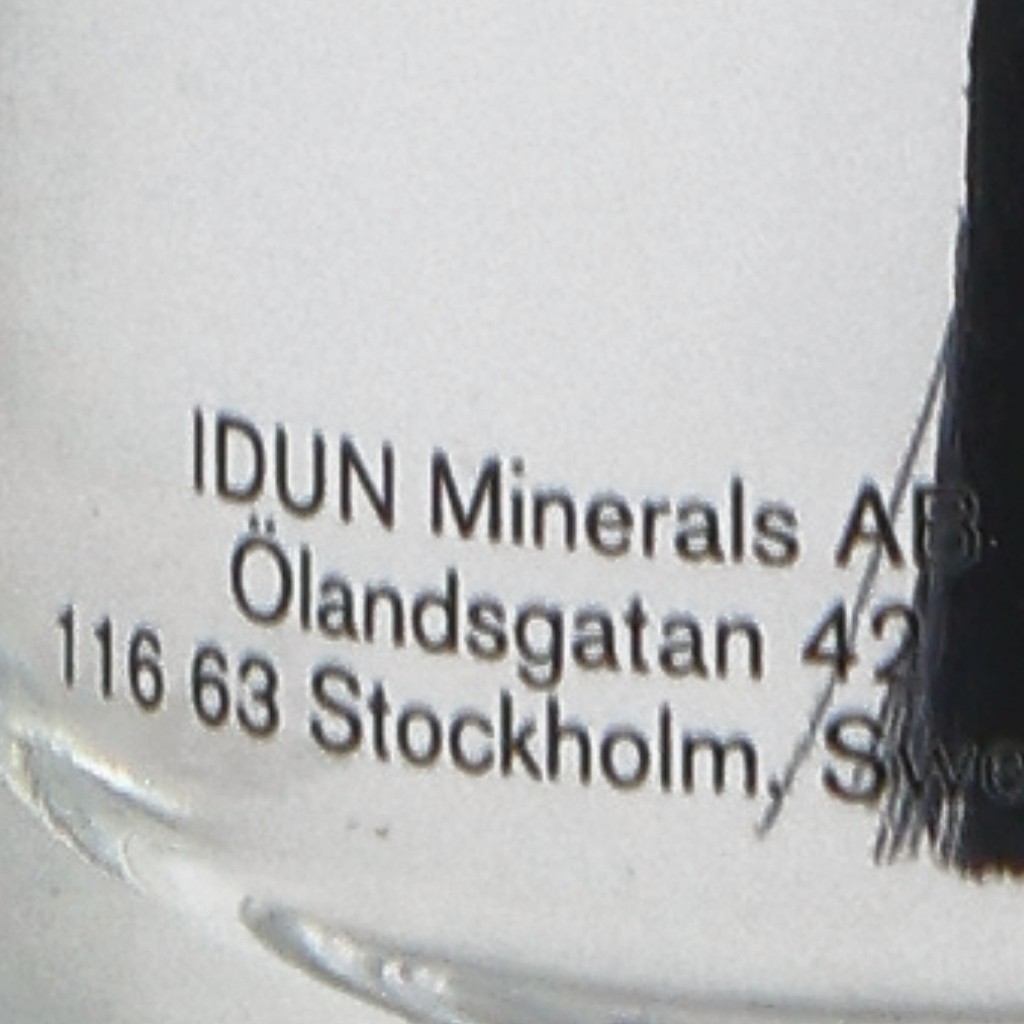 IDUN Minerals AB
Ölandsgatan 42
116 63 Stockholm,